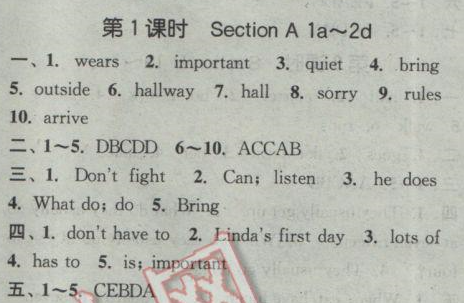 第1课时 Section A 1a～2d
一、1. wears 2. important 3. quiet 4. bring
5. outside 6. hallway 7. hall 8. sorry 9. rules
10. arrive
二、1～5. DBCDD 6～10. ACCAB
三、1. Don't fight 2. Can; listen 3. he does
4. What do; do 5. Bring
四、1. don't have to 2. Linda's first day 3. lots of
4. has to 5. is; important
五、1～5. CEBDA